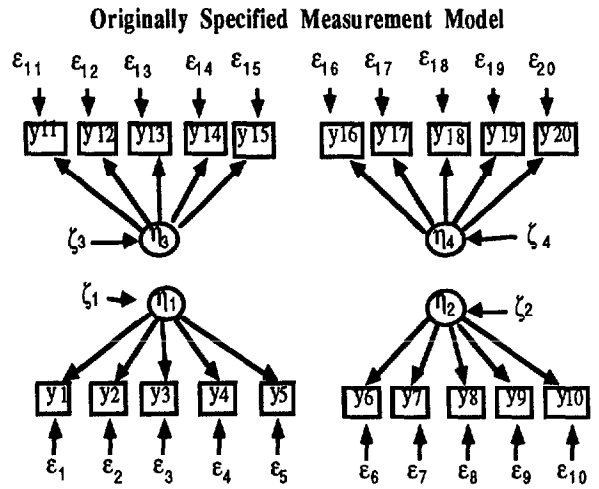 Originally Specified Measurement Model
ε11 ε12 ε13 ε14 ε15 ε16 ε17 ε18 ε19 ε20
y11 y12 y13 y14 y15 y16 y17 y18 y19 y20
ζ3 η3 η4 ζ4
ζ1 η1 η2 ζ2
y1 y2 y3 y4 y5 y6 y7 y8 y9 y10
ε1 ε2 ε3 ε4 ε5 ε6 ε7 ε8 ε9 ε10